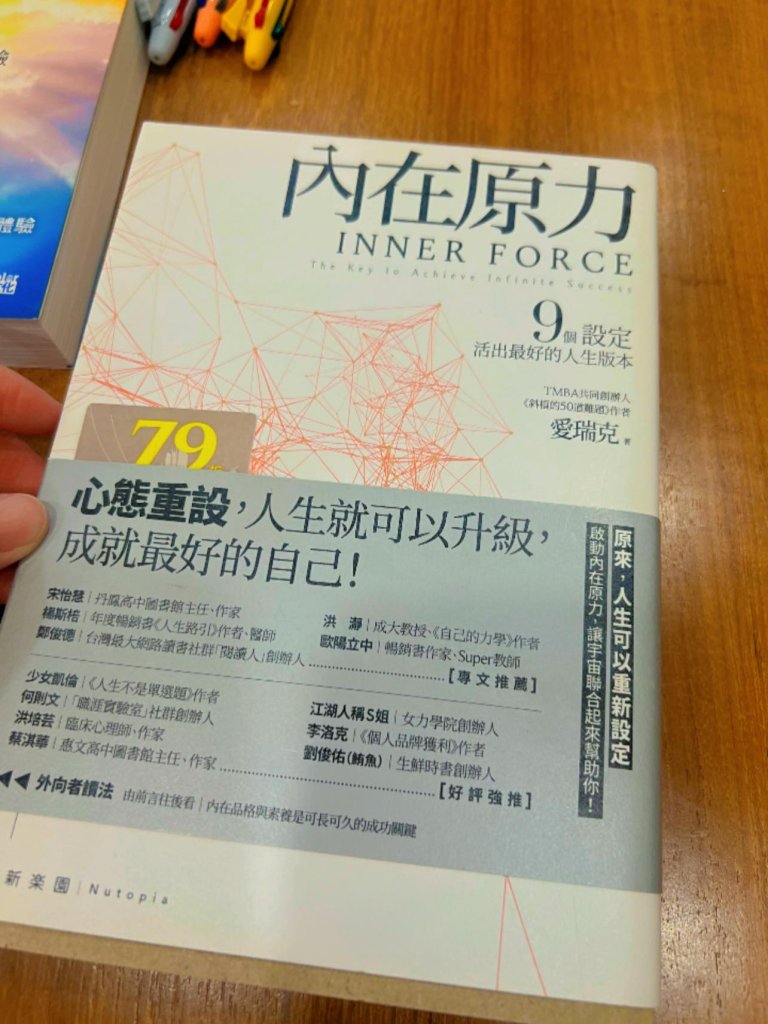 體驗
內在原力
INNER FORCE
The Key to Achieve Infinite Success
9個 設定
活出最好的人生版本
TMBA共同創辦人
《斜槓的50道難題》作者
愛瑞克 著
79
心態重設，人生就可以升級，
成就最好的自己！
宋怡慧｜丹鳳高中圖書館主任、作家
楊斯棓｜年度暢銷書《人生路引》作者、醫師
鄭俊德｜台灣最大網路讀書社群「閱讀人」創辦人
洪 瀞｜成大教授、《自己的力學》作者
歐陽立中｜暢銷書作家、Super教師
【專文推薦】
少女凱倫｜《人生不是單選題》作者
何則文｜「職涯實驗室」社群創辦人
洪培芸｜臨床心理師、作家
蔡淇華｜惠文高中圖書館主任、作家
江湖人稱S姐｜女力學院創辦人
李洛克｜《個人品牌獲利》作者
劉俊佑(鮪魚)｜生鮮時書創辦人
【好評強推】
原來，人生可以重新設定
啟動內在原力，讓宇宙聯合起來幫助你！
◀◀ 外向者讀法 由前言往後看｜內在品格與素養是可長可久的成功關鍵
新楽園｜Nutopia